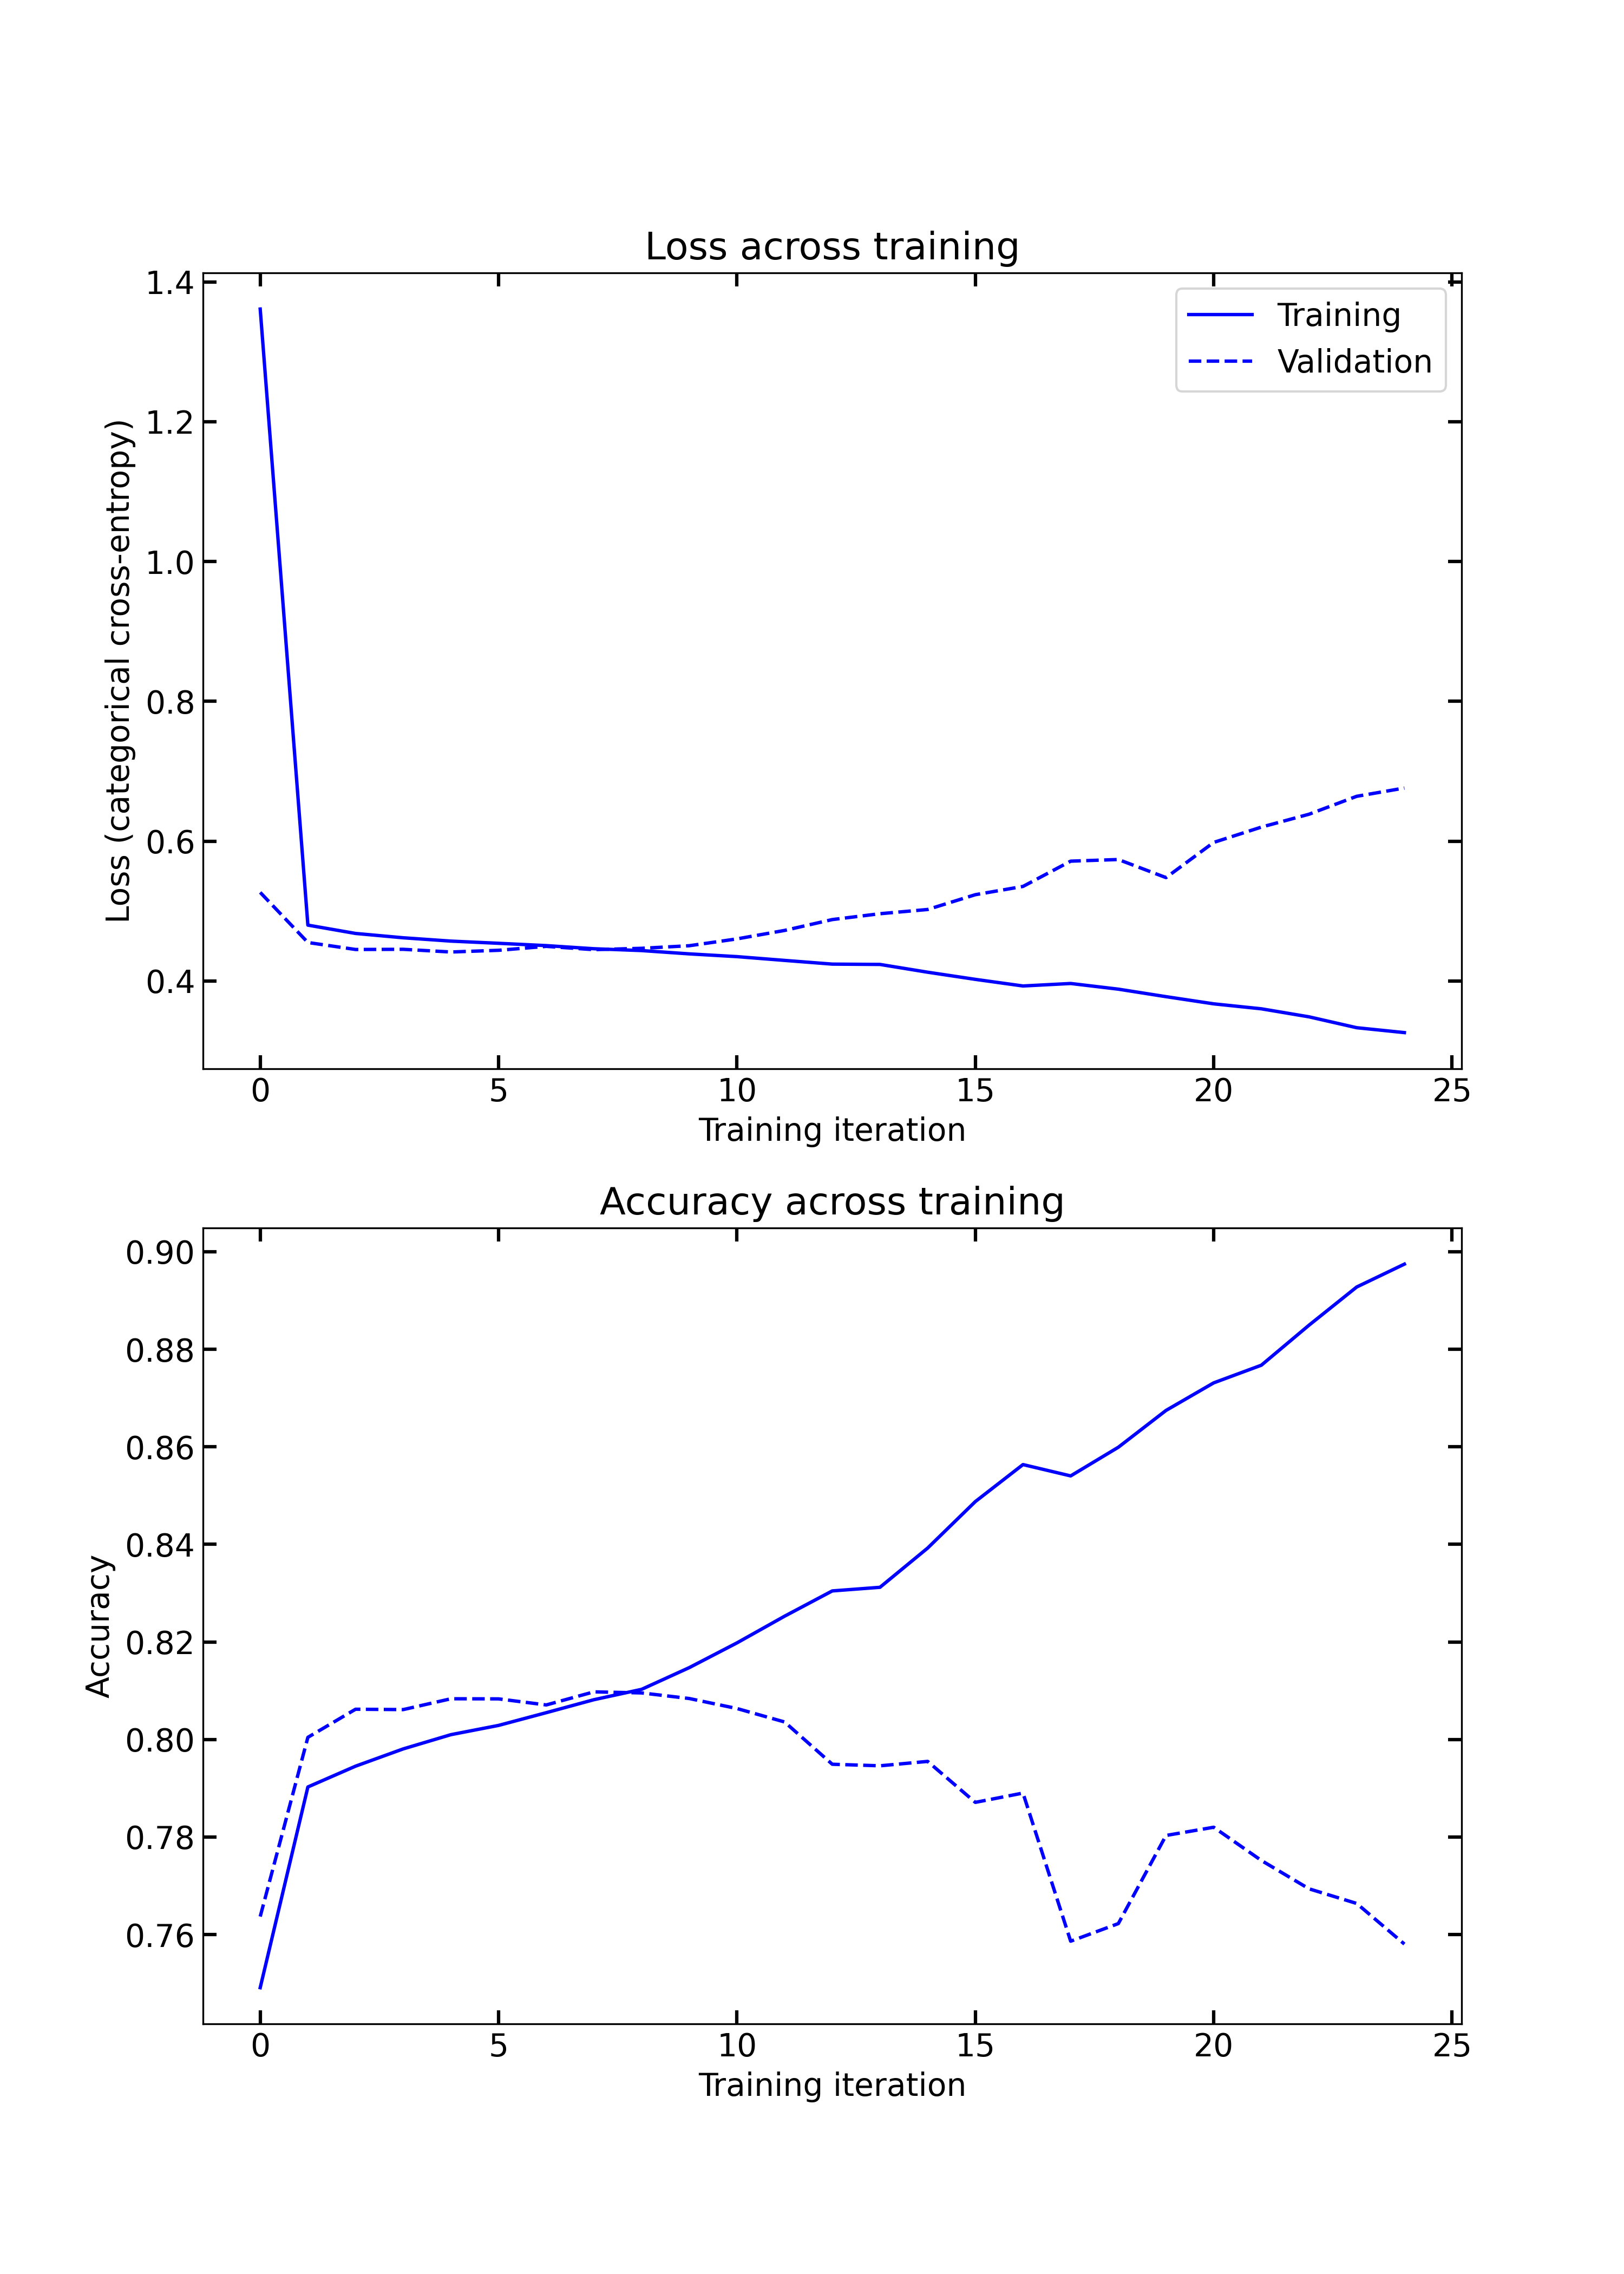 Loss across training
1.4
1.2
1.0
0.8
0.6
0.4
Loss (categorical cross-entropy)
Training
Validation
0 5 10 15 20 25
Training iteration
Accuracy across training
0.90
0.88
0.86
0.84
0.82
0.80
0.78
0.76
Accuracy
0 5 10 15 20 25
Training iteration